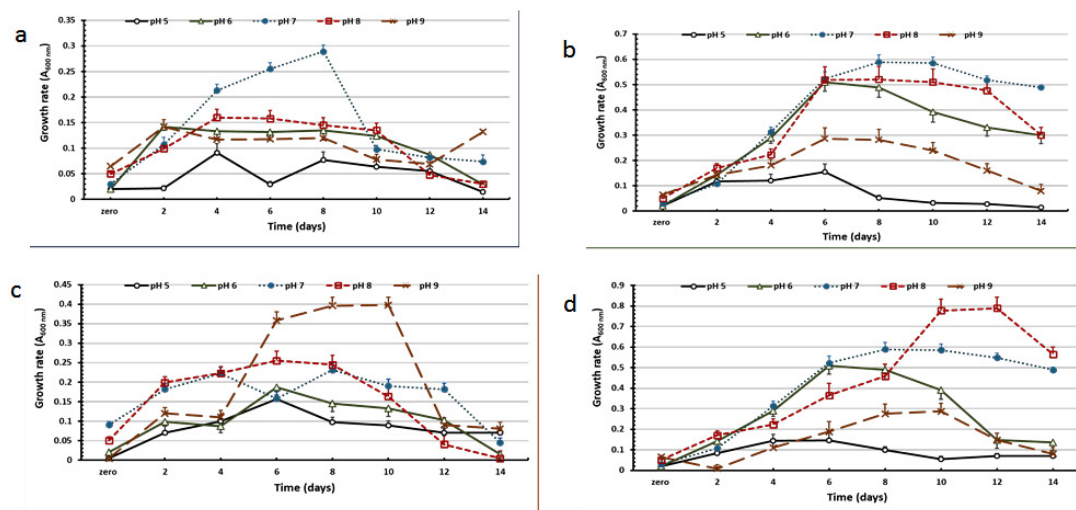 a
pH 5 pH 6 pH 7 pH 8 pH 9
Growth rate (A600 nm)
0.35
0.3
0.25
0.2
0.15
0.1
0.05
0
zero 2 4 6 8 10 12 14
Time (days)
b
pH 5 pH 6 pH 7 pH 8 pH 9
Growth rate (A600 nm)
0.7
0.6
0.5
0.4
0.3
0.2
0.1
0
zero 2 4 6 8 10 12 14
Time (days)
c
pH 5 pH 6 pH 7 pH 8 pH 9
Growth rate (A600 nm)
0.45
0.4
0.35
0.3
0.25
0.2
0.15
0.1
0.05
0
zero 2 4 6 8 10 12 14
Time (days)
d
pH 5 pH 6 pH 7 pH 8 pH 9
Growth rate (A600 nm)
0.9
0.8
0.7
0.6
0.5
0.4
0.3
0.2
0.1
0
zero 2 4 6 8 10 12 14
Time (days)